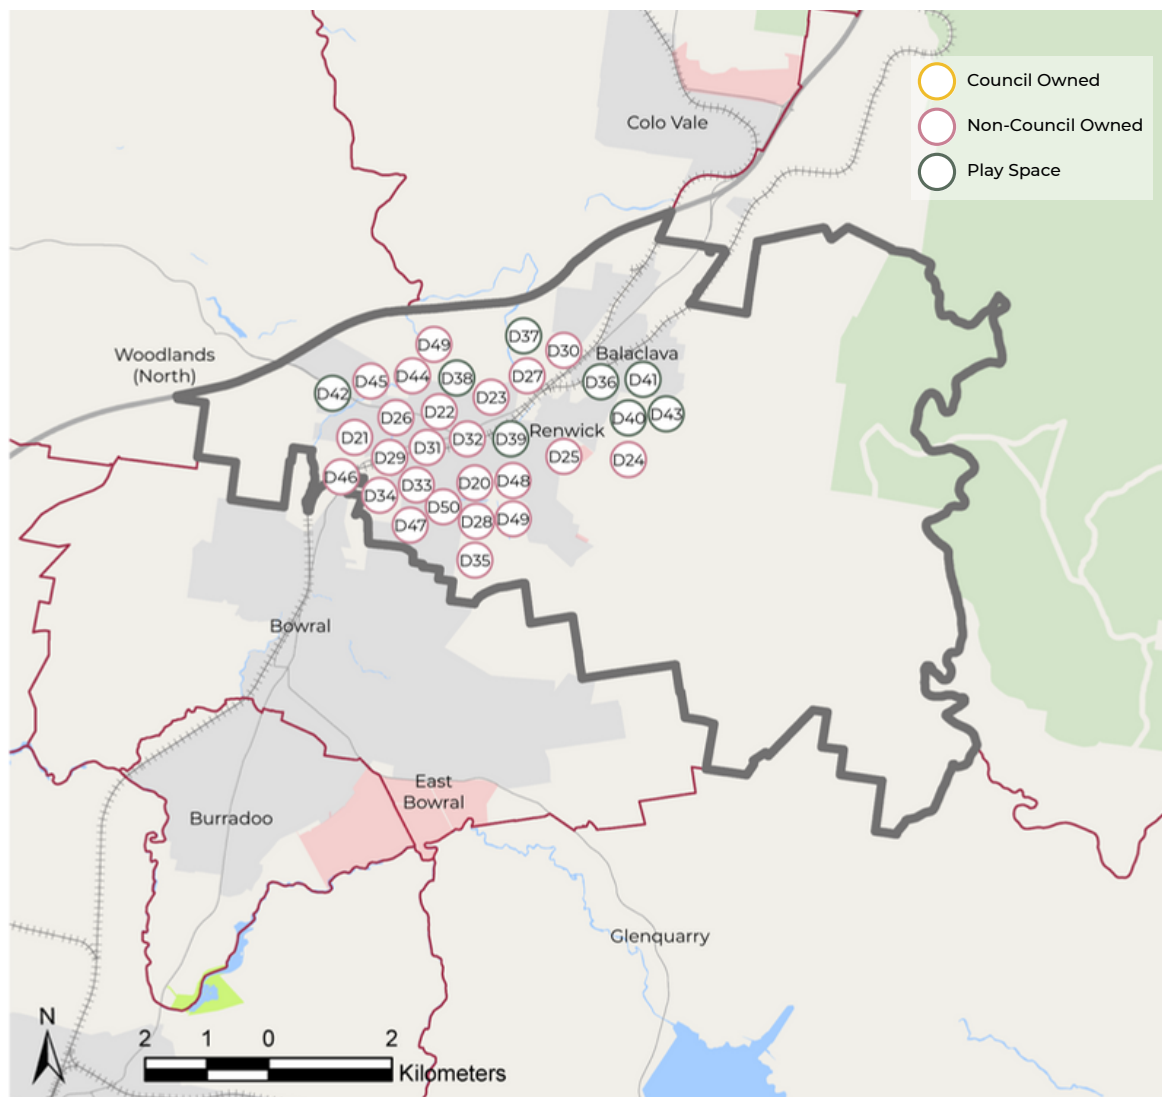 Council Owned
Non-Council Owned
Play Space
Colo Vale
D37
D49
D30
Woodlands
(North)
Balaclava
D45
D44
D38
D27
D36
D41
D42
D23
D26
D22
D40
D43
D21
D31
D32
D39
Renwick
D29
D25
D24
D46
D33
D20
D48
D34
D50
D47
D28
D49
D35
Bowral
East
Bowral
Burradoo
Glenquarry
N
2 1 0 2
Kilometers